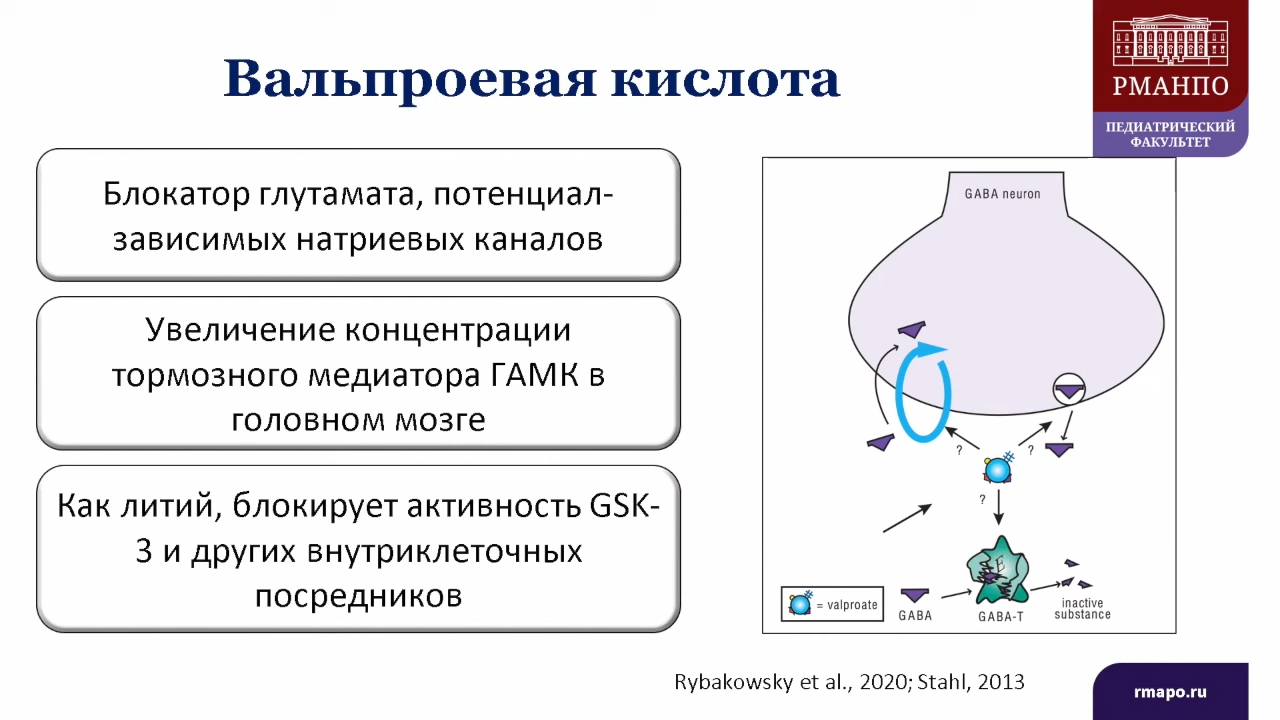 Вальпроевая кислота
РМАНПО
ПЕДИАТРИЧЕСКИЙ
ФАКУЛЬТЕТ
Блокатор глутамата, потенциал-
зависимых натриевых каналов
Увеличение концентрации
тормозного медиатора ГАМК в
головном мозге
Как литий, блокирует активность GSK-
3 и других внутриклеточных
посредников
GABA neuron
?
?
?
E
= valproate
GABA
GABA-T
inactive
substance
Rybakowsky et al., 2020; Stahl, 2013
rmapo.ru